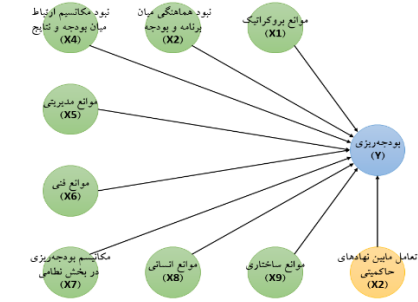 موانع بروکراتیک
(X1)
نبود هماهنگی میان
برنامه و بودجه
(X2)
نبود مکانسیم ارتباط
میان بودجه و نتایج
(X4)
موانع مدیریتی
(X5)
بودجه‌ریزی
(Y)
موانع فنی
(X6)
مکانیسم بودجه‌ریزی
در بخش نظامی
(X7)
موانع انسانی
(X8)
موانع ساختاری
(X9)
تعامل مابین نهادهای
حاکمیتی
(X2)